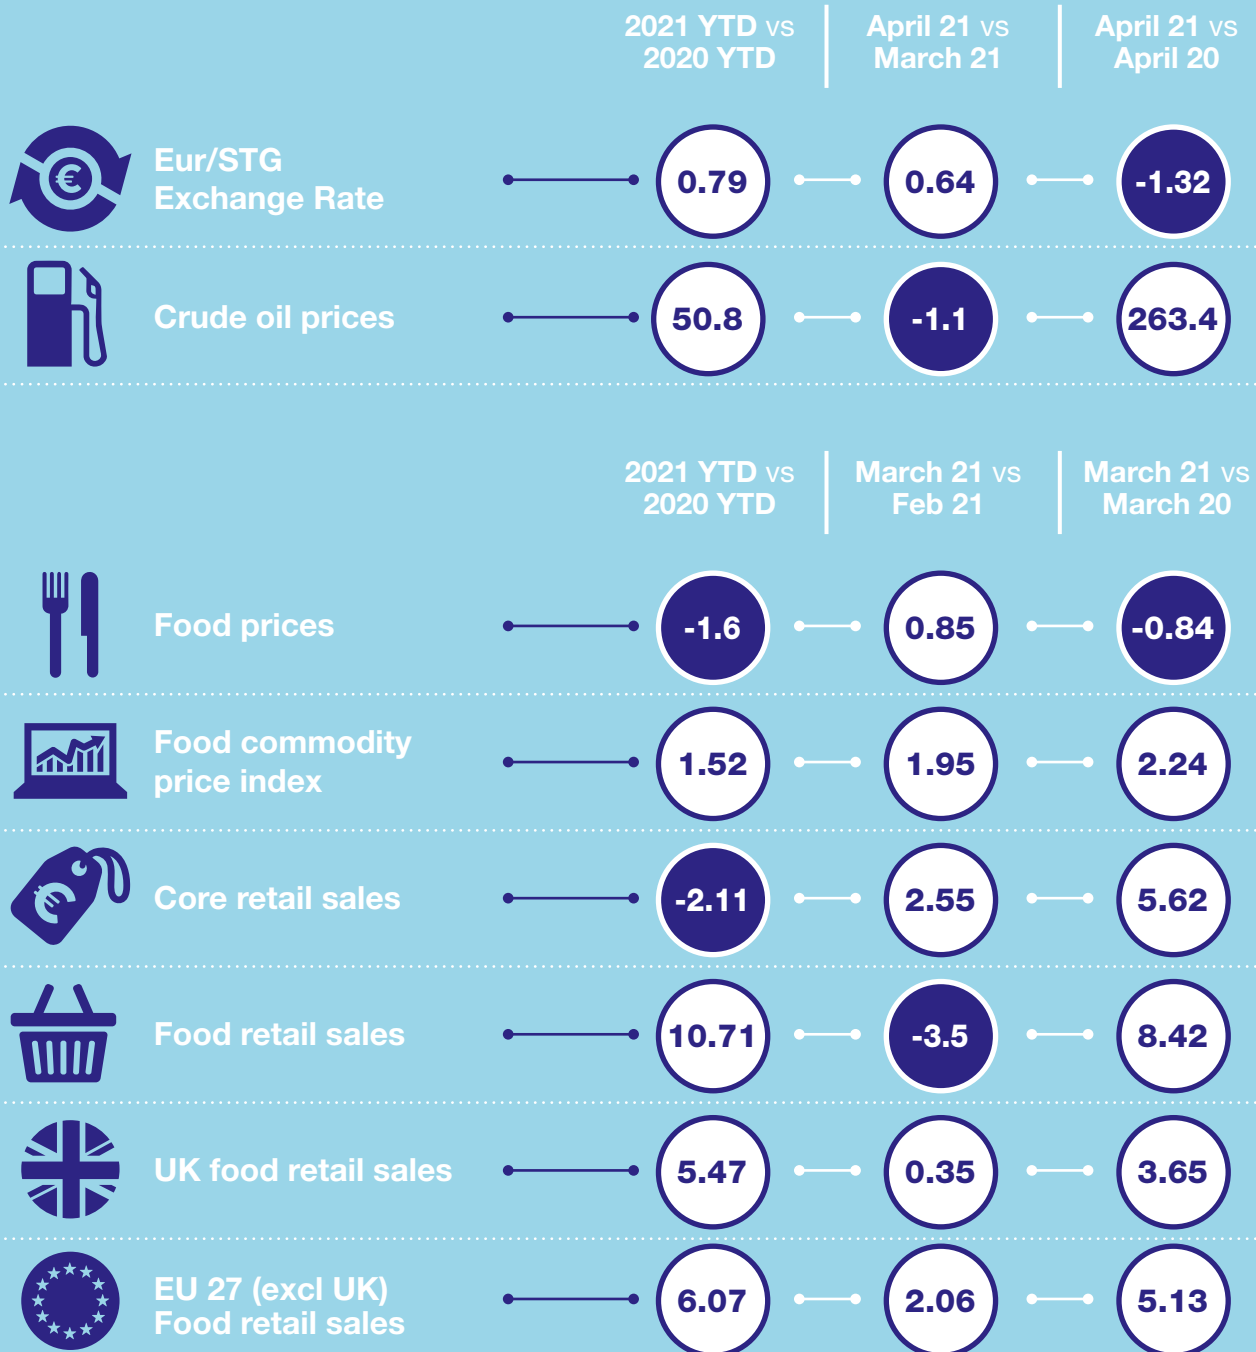 2021 YTD vs
2020 YTD
April 21 vs
March 21
April 21 vs
April 20
€
Eur/STG
Exchange Rate
0.79
0.64
-1.32
Crude oil prices
50.8
-1.1
263.4
2021 YTD vs
2020 YTD
March 21 vs
Feb 21
March 21 vs
March 20
Food prices
-1.6
0.85
-0.84
Food commodity
price index
1.52
1.95
2.24
€
Core retail sales
-2.11
2.55
5.62
Food retail sales
10.71
-3.5
8.42
UK food retail sales
5.47
0.35
3.65
EU 27 (excl UK)
Food retail sales
6.07
2.06
5.13